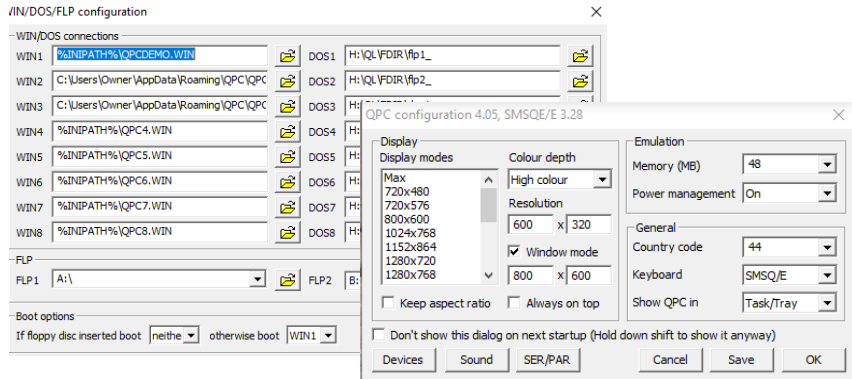 WIN/DOS/FLP configuration
WIN/DOS connections
WIN1 %INIPATH%\QPCDEMO.WIN DOS1 H:\QL\FDIR\flp1_
WIN2 C:\Users\Owner\AppData\Roaming\QPC\QPC DOS2 H:\QL\FDIR\flp2_
WIN3 C:\Users\Owner\AppData\Roaming\QPC\QPC DOS3 H:\QL\FDIR\flp3_
WIN4 %INIPATH%\QPC4.WIN DOS4 H:
WIN5 %INIPATH%\QPC5.WIN DOS5 H:
WIN6 %INIPATH%\QPC6.WIN DOS6 H:
WIN7 %INIPATH%\QPC7.WIN DOS7 H:
WIN8 %INIPATH%\QPC8.WIN DOS8 H:
FLP
FLP1 A:\ FLP2 B:
Boot options
If floppy disc inserted boot neithe otherwise boot WIN1
QPC configuration 4.05, SMSQE/E 3.28
Display
Display modes
Max
720x480
720x576
800x600
1024x768
1152x864
1280x720
1280x768
Colour depth
High colour
Resolution
600 x 320
Window mode
800 x 600
Keep aspect ratio Always on top
Emulation
Memory (MB) 48
Power management On
General
Country code 44
Keyboard SMSQ/E
Show QPC in Task/Tray
Don't show this dialog on next startup (Hold down shift to show it anyway)
Devices Sound SER/PAR Cancel Save OK